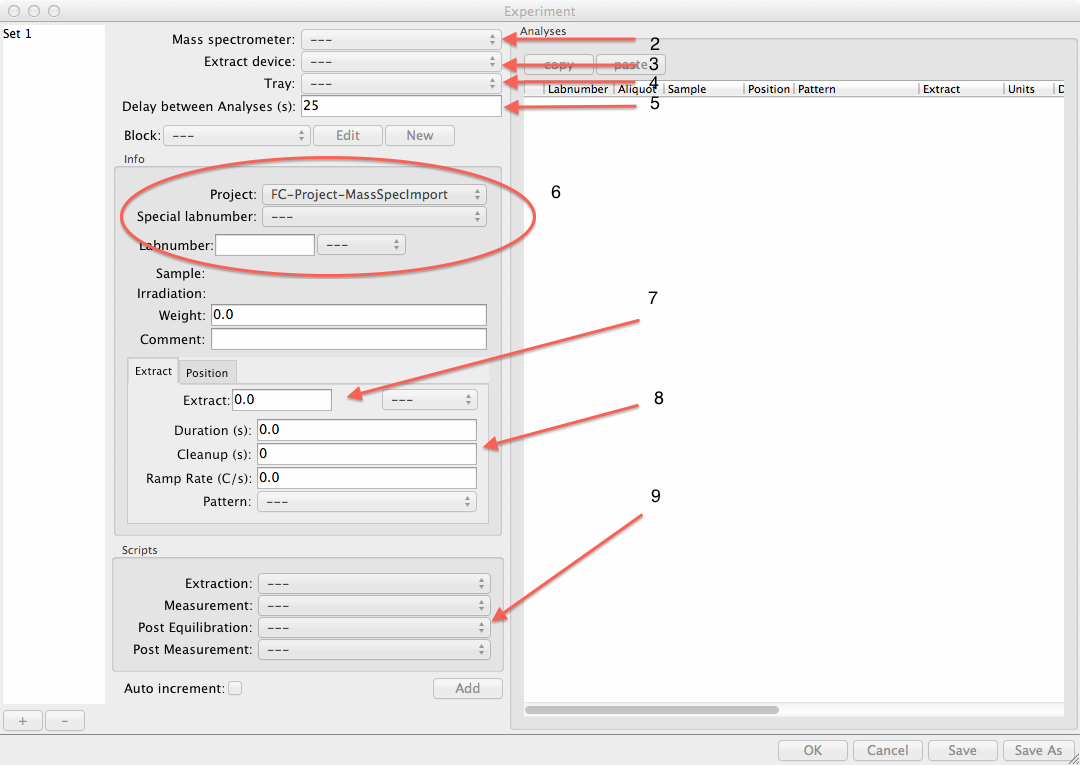 Experiment
Set 1
Mass spectrometer: ---
Extract device: ---
Tray: ---
Delay between Analyses (s): 25
Block: --- Edit New
Info
Project: FC-Project-MassSpecImport
Special labnumber: ---
Labnumber: ---
Sample:
Irradiation:
Weight: 0.0
Comment:
Extract Position
Extract: 0.0 ---
Duration (s): 0.0
Cleanup (s): 0
Ramp Rate (C/s): 0.0
Pattern: ---
Scripts
Extraction: ---
Measurement: ---
Post Equilibration: ---
Post Measurement: ---
Auto increment: Add
+ -
Analyses
copy paste
Labnumber Aliquot Sample Position Pattern Extract Units D
2
3
4
5
6
7
8
9
OK Cancel Save Save As